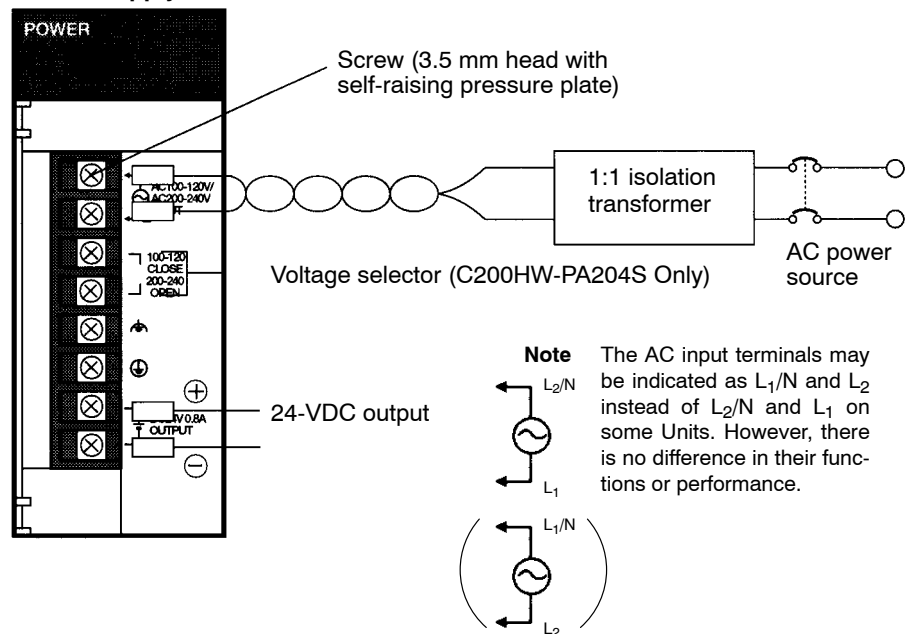 POWER
Screw (3.5 mm head with
self-raising pressure plate)
AC100-120V/
AC200-240V
1:1 isolation
transformer
AC power
source
100-120
CLOSE
200-240
OPEN
Voltage selector (C200HW-PA204S Only)
24-VDC output
4V 0.8A
OUTPUT
Note
The AC input terminals may
be indicated as L1/N and L2
instead of L2/N and L1 on
some Units. However, there
is no difference in their func-
tions or performance.
L2/N
L1
L1/N
L2